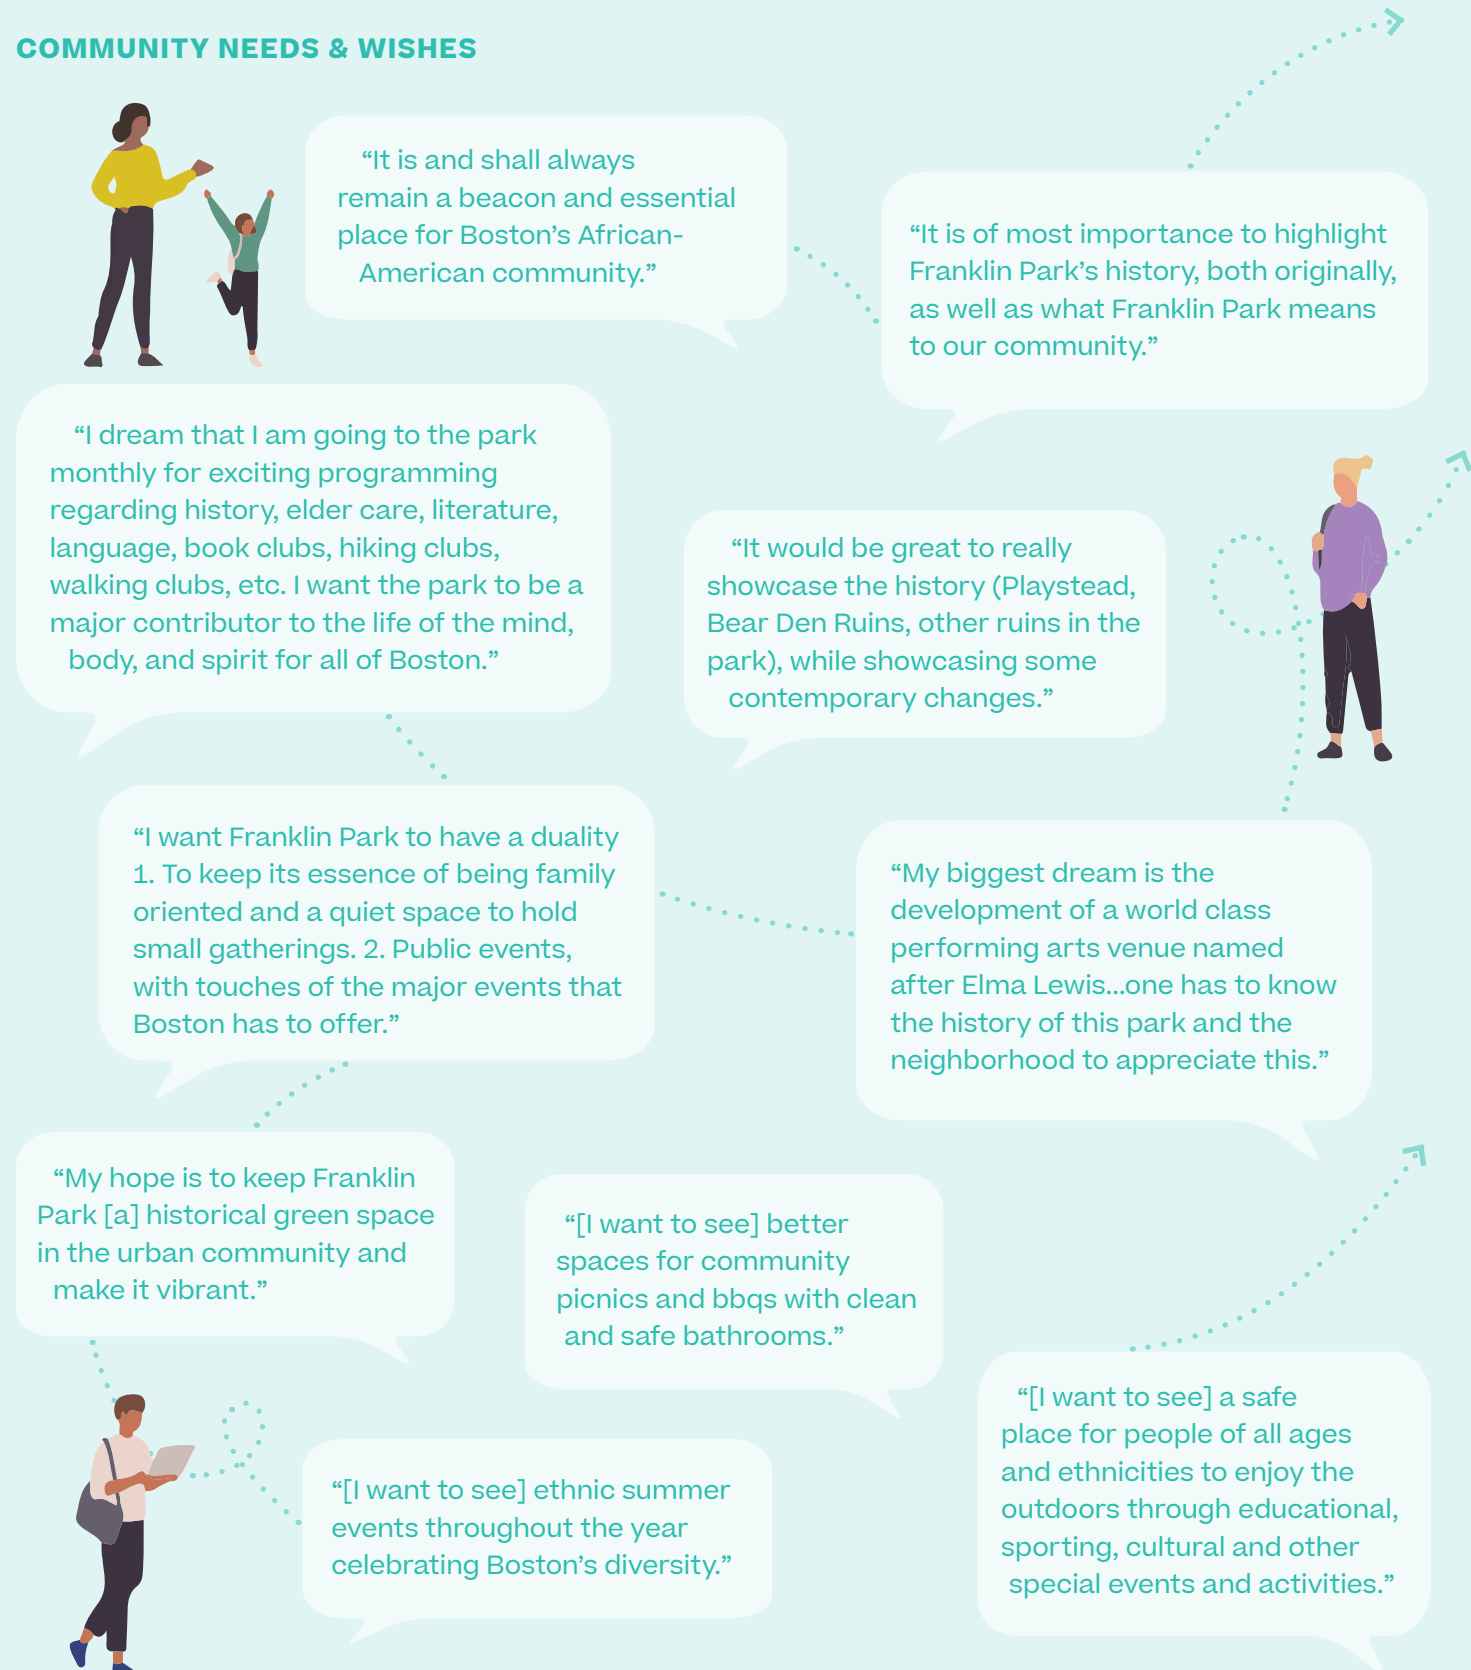 COMMUNITY NEEDS & WISHES
“It is and shall always
remain a beacon and essential
place for Boston’s African-
American community.”
“It is of most importance to highlight
Franklin Park’s history, both originally,
as well as what Franklin Park means
to our community.”
“I dream that I am going to the park
monthly for exciting programming
regarding history, elder care, literature,
language, book clubs, hiking clubs,
walking clubs, etc. I want the park to be a
major contributor to the life of the mind,
body, and spirit for all of Boston.”
“It would be great to really
showcase the history (Playstead,
Bear Den Ruins, other ruins in the
park), while showcasing some
contemporary changes.”
“I want Franklin Park to have a duality
1. To keep its essence of being family
oriented and a quiet space to hold
small gatherings. 2. Public events,
with touches of the major events that
Boston has to offer.”
“My biggest dream is the
development of a world class
performing arts venue named
after Elma Lewis...one has to know
the history of this park and the
neighborhood to appreciate this.”
“My hope is to keep Franklin
Park [a] historical green space
in the urban community and
make it vibrant.”
“[I want to see] better
spaces for community
picnics and bbqs with clean
and safe bathrooms.”
“[I want to see] a safe
place for people of all ages
and ethnicities to enjoy the
outdoors through educational,
sporting, cultural and other
special events and activities.”
“[I want to see] ethnic summer
events throughout the year
celebrating Boston’s diversity.”